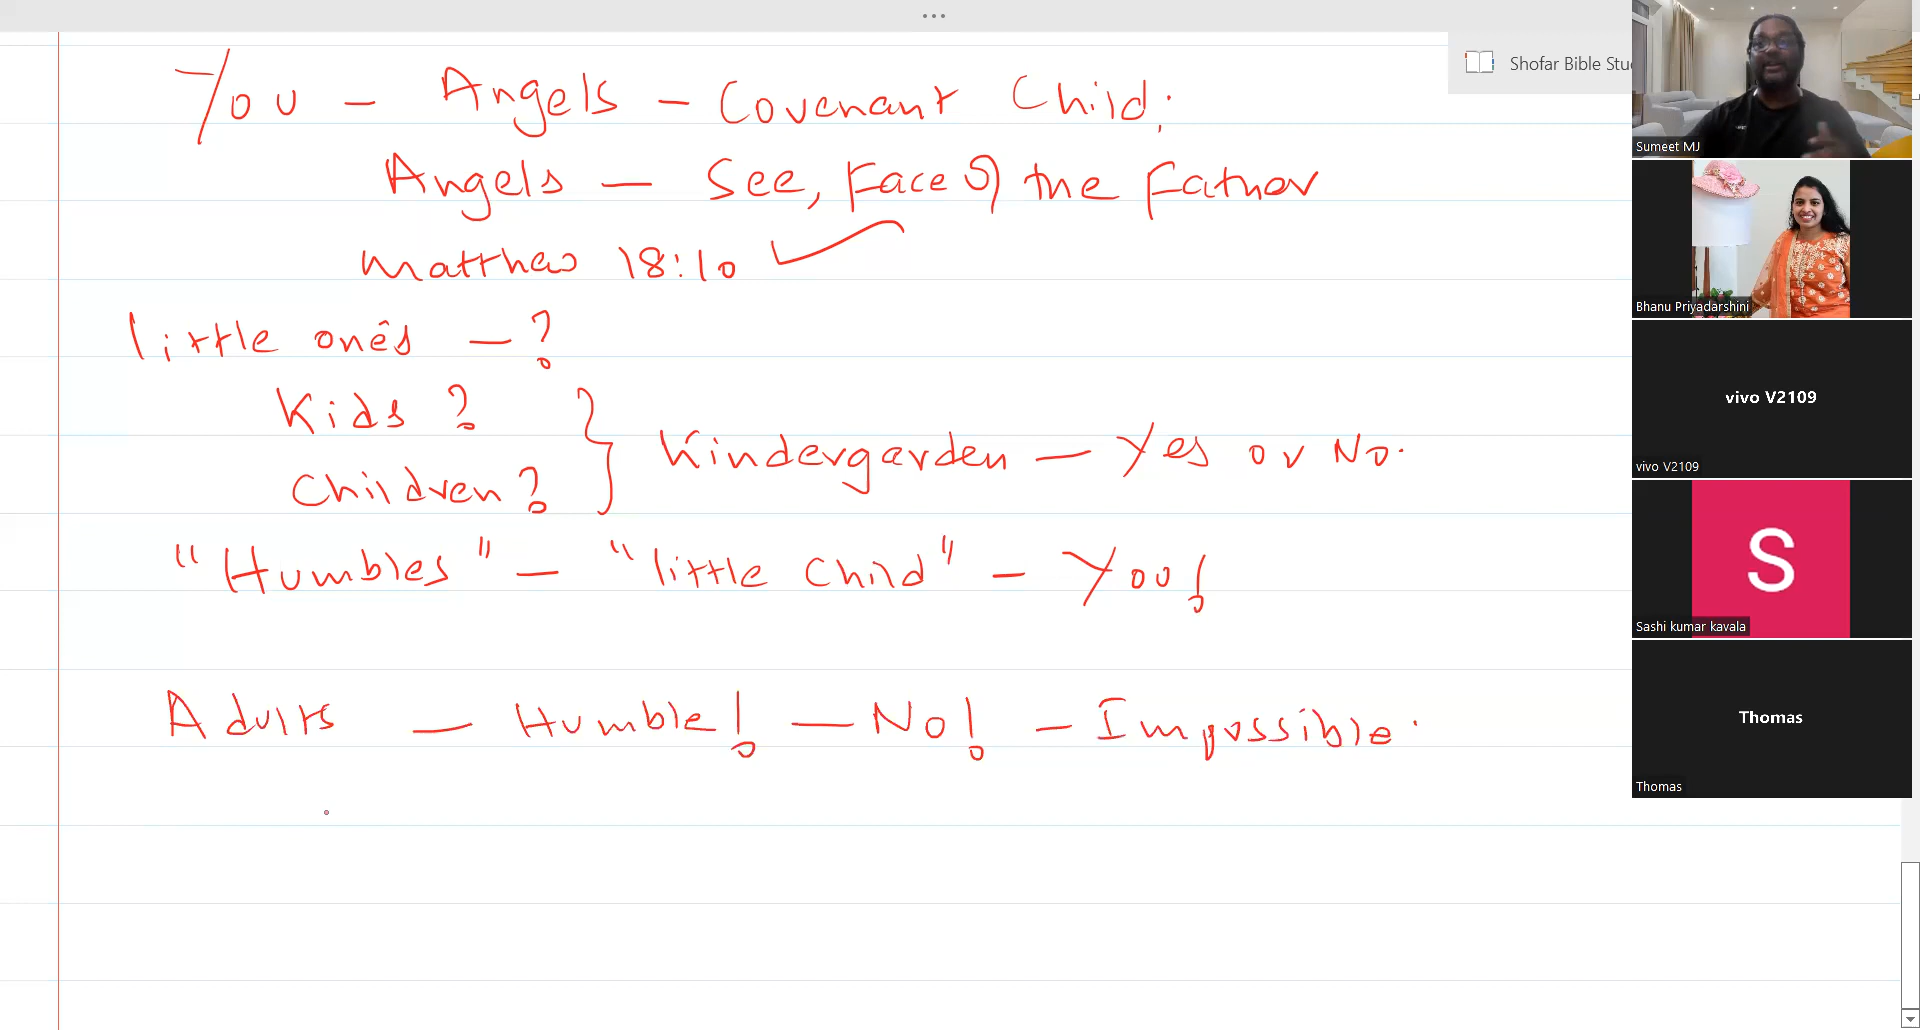 You - Angels - Covenant Child.
Shofar Bible Stu
Angels - See, Face of the Father
Matthew 18:10
little ones - ?
Kids ?
Children ?
Kindergarden - Yes or No.
"Humbles" - "little child" - You!
Adults - Humble! - No! - Impossible.
Sumeet MJ
Bhanu Priyadarshini
vivo V2109
vivo V2109
S
Sashi kumar kavala
Thomas
Thomas